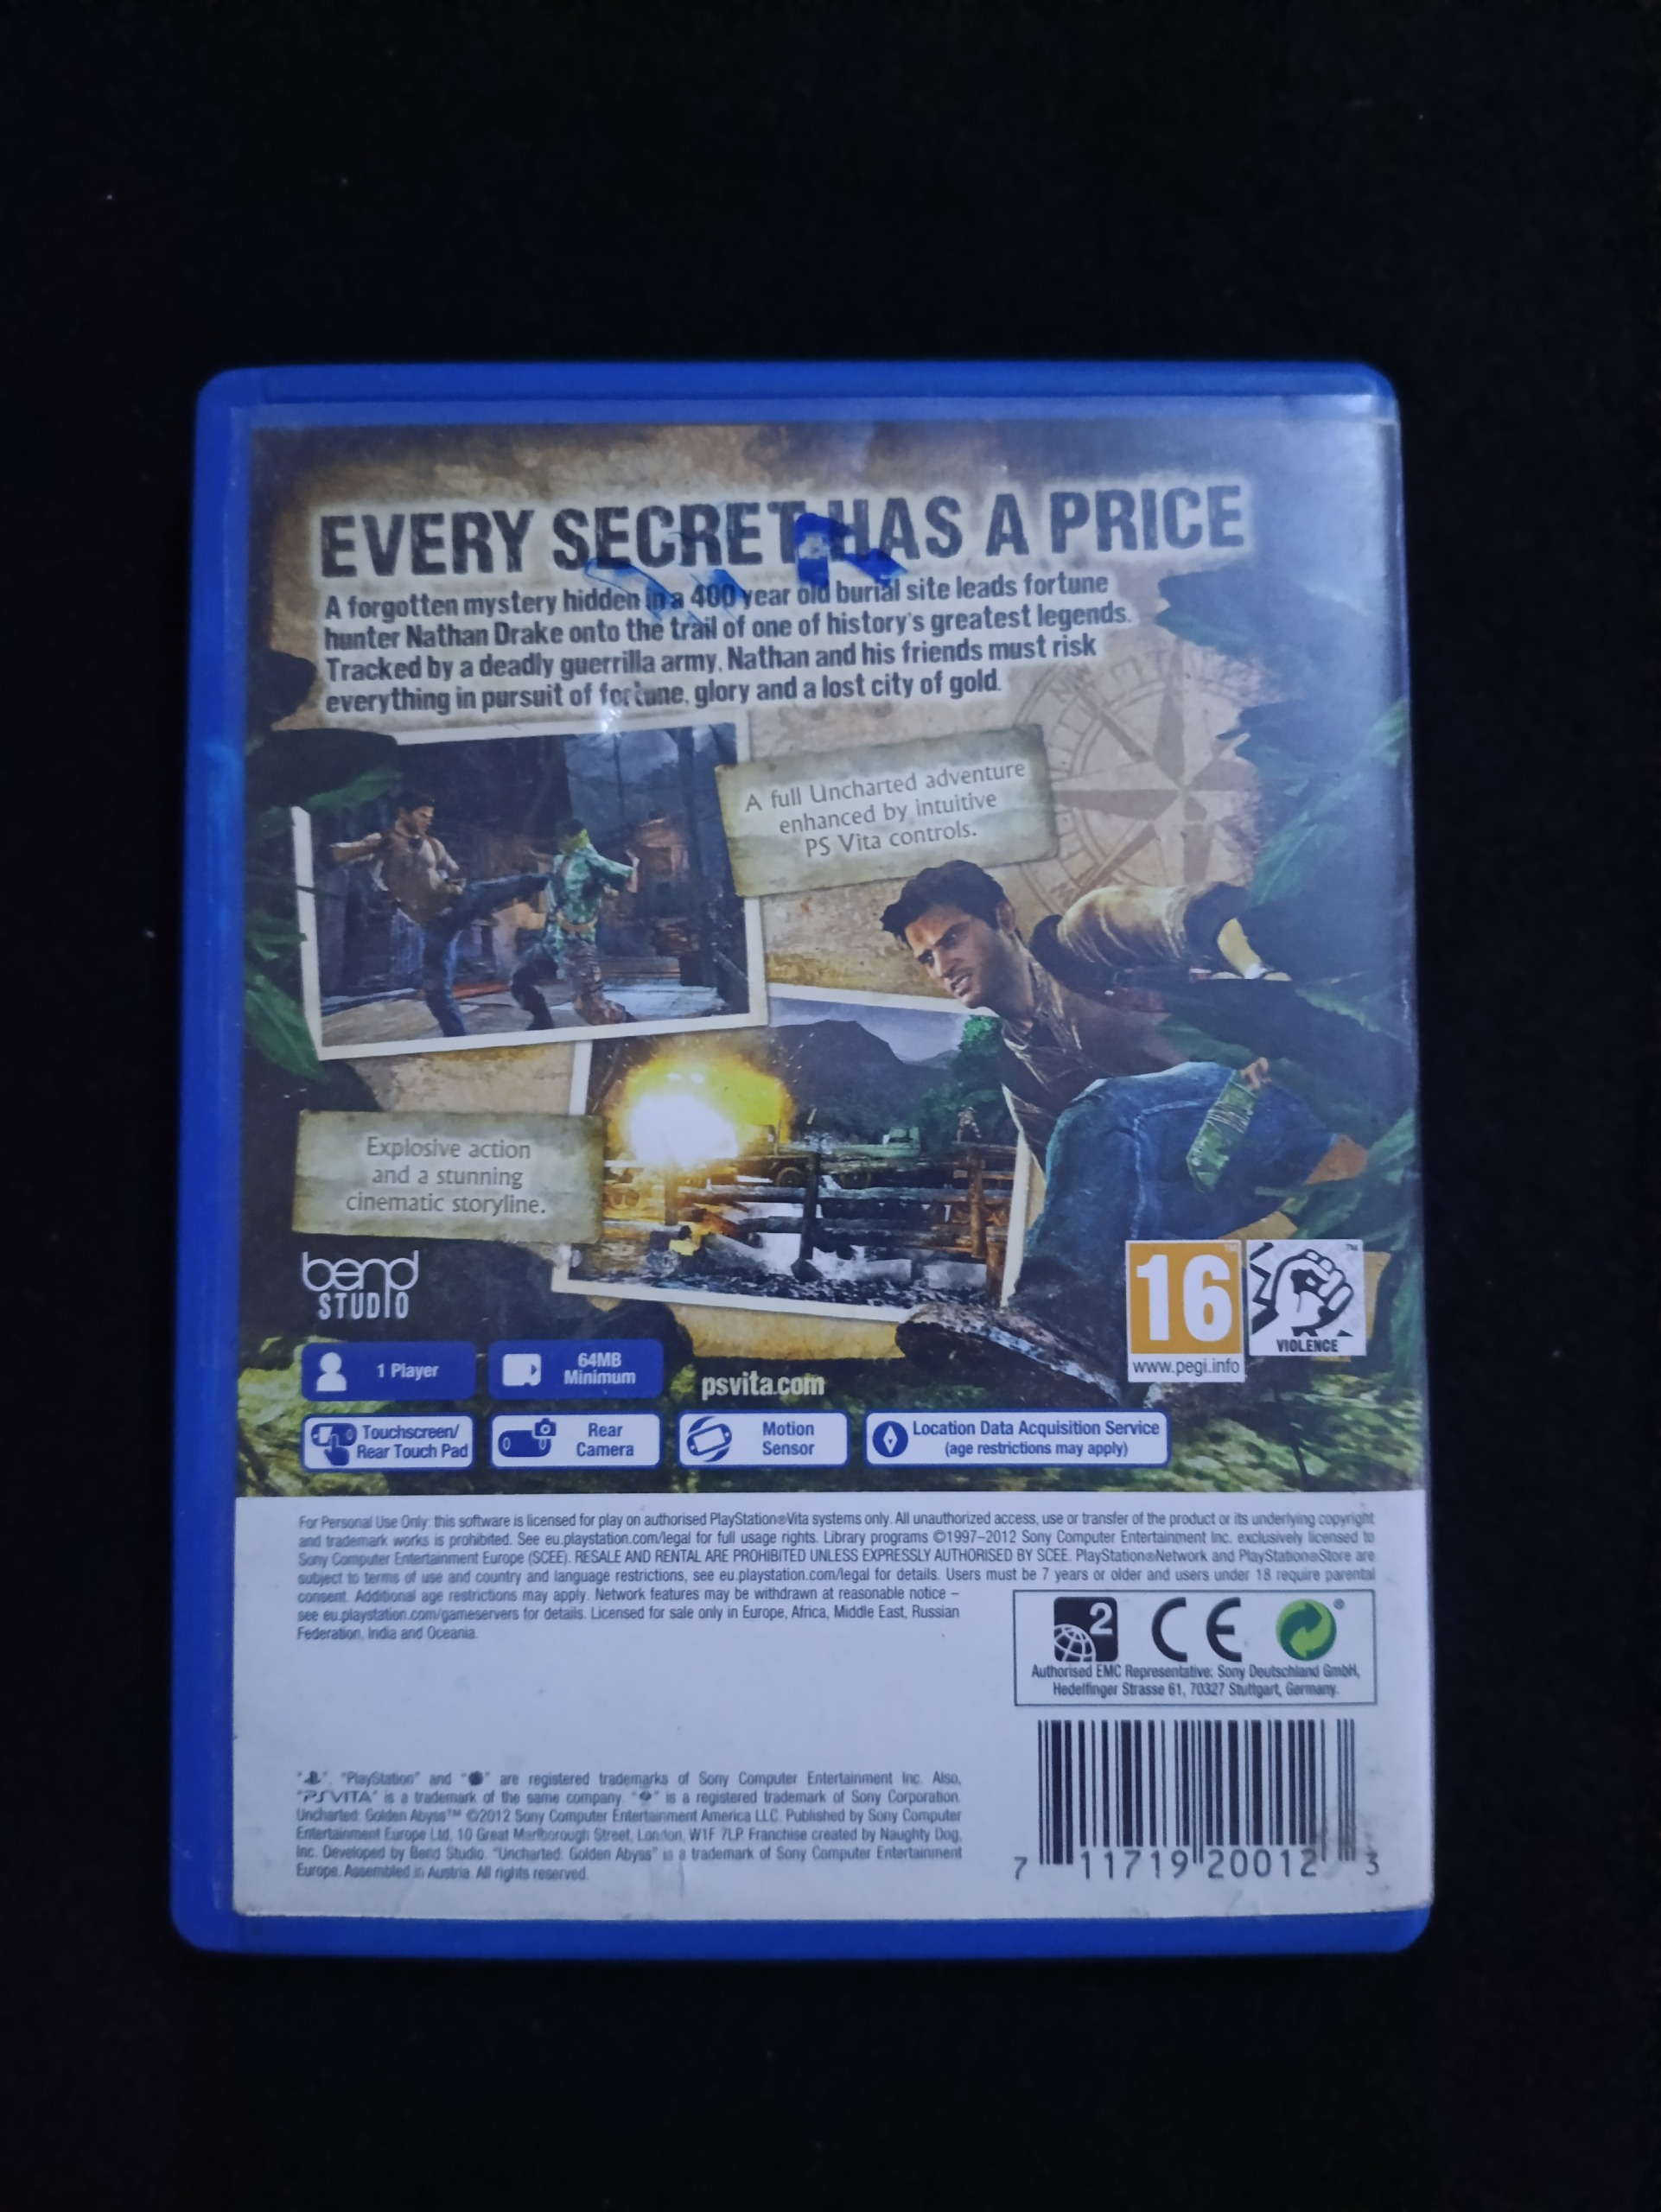 EVERY SECRET HAS A PRICE
A forgotten mystery hidden in a 400 year old burial site leads fortune
hunter Nathan Drake onto the trail of one of history's greatest legends.
Tracked by a deadly guerrilla army, Nathan and his friends must risk
everything in pursuit of fortune, glory and a lost city of gold.
A full Uncharted adventure
enhanced by intuitive
PS Vita controls.
Explosive action
and a stunning
cinematic storyline.
bend
STUDIO
16
www.pegi.info
VIOLENCE
1 Player
64MB
Minimum
psvita.com
Touchscreen/
Rear Touch Pad
Rear
Camera
Motion
Sensor
Location Data Acquisition Service
(age restrictions may apply)
For Personal Use Only: this software is licensed for play on authorised PlayStation®Vita systems only. All unauthorized access, use or transfer of the product or its underlying copyright
and trademark works is prohibited. See eu.playstation.com/legal for full usage rights. Library programs ©1997–2012 Sony Computer Entertainment Inc. exclusively licensed to
Sony Computer Entertainment Europe (SCEE). RESALE AND RENTAL ARE PROHIBITED UNLESS EXPRESSLY AUTHORISED BY SCEE. PlayStation®Network and PlayStation®Store are
subject to terms of use and country and language restrictions, see eu.playstation.com/legal for details. Users must be 7 years or older and users under 18 require parental
consent. Additional age restrictions may apply. Network features may be withdrawn at reasonable notice –
see eu.playstation.com/gameservers for details. Licensed for sale only in Europe, Africa, Middle East, Russian
Federation, India and Oceania.
2 CE ®
Authorised EMC Representative: Sony Deutschland GmbH,
Hedelfinger Strasse 61, 70327 Stuttgart, Germany.
" ", "PlayStation" and " " are registered trademarks of Sony Computer Entertainment Inc. Also,
"PSVITA" is a trademark of the same company. " " is a registered trademark of Sony Corporation.
Uncharted: Golden Abyss™ ©2012 Sony Computer Entertainment America LLC. Published by Sony Computer
Entertainment Europe Ltd, 10 Great Marlborough Street, London, W1F 7LP. Franchise created by Naughty Dog,
Inc. Developed by Bend Studio. "Uncharted: Golden Abyss" is a trademark of Sony Computer Entertainment
Europe. Assembled in Austria. All rights reserved.
7 11719 20012 3